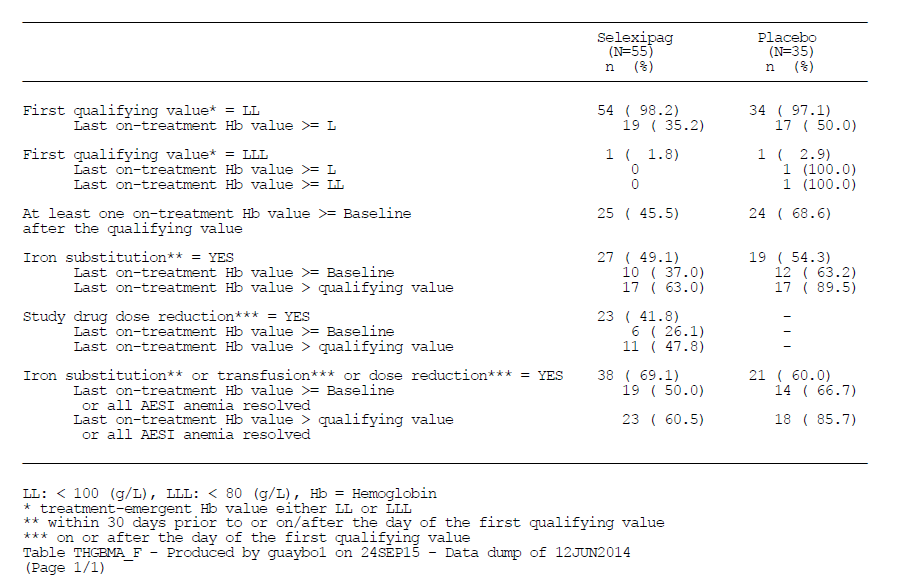 Selexipag Placebo
(N=55) (N=35)
n (%) n (%)
First qualifying value* = LL 54 ( 98.2) 34 ( 97.1)
Last on-treatment Hb value >= L 19 ( 35.2) 17 ( 50.0)
First qualifying value* = LLL 1 ( 1.8) 1 ( 2.9)
Last on-treatment Hb value >= L 0 1 (100.0)
Last on-treatment Hb value >= LL 0 1 (100.0)
At least one on-treatment Hb value >= Baseline 25 ( 45.5) 24 ( 68.6)
after the qualifying value
Iron substitution** = YES 27 ( 49.1) 19 ( 54.3)
Last on-treatment Hb value >= Baseline 10 ( 37.0) 12 ( 63.2)
Last on-treatment Hb value > qualifying value 17 ( 63.0) 17 ( 89.5)
Study drug dose reduction*** = YES 23 ( 41.8) -
Last on-treatment Hb value >= Baseline 6 ( 26.1) -
Last on-treatment Hb value > qualifying value 11 ( 47.8) -
Iron substitution** or transfusion*** or dose reduction*** = YES 38 ( 69.1) 21 ( 60.0)
Last on-treatment Hb value >= Baseline 19 ( 50.0) 14 ( 66.7)
or all AESI anemia resolved
Last on-treatment Hb value > qualifying value 23 ( 60.5) 18 ( 85.7)
or all AESI anemia resolved
LL: < 100 (g/L), LLL: < 80 (g/L), Hb = Hemoglobin
* treatment-emergent Hb value either LL or LLL
** within 30 days prior to or on/after the day of the first qualifying value
*** on or after the day of the first qualifying value
Table THGBMA_F - Produced by guaybo1 on 24SEP15 - Data dump of 12JUN2014
(Page 1/1)